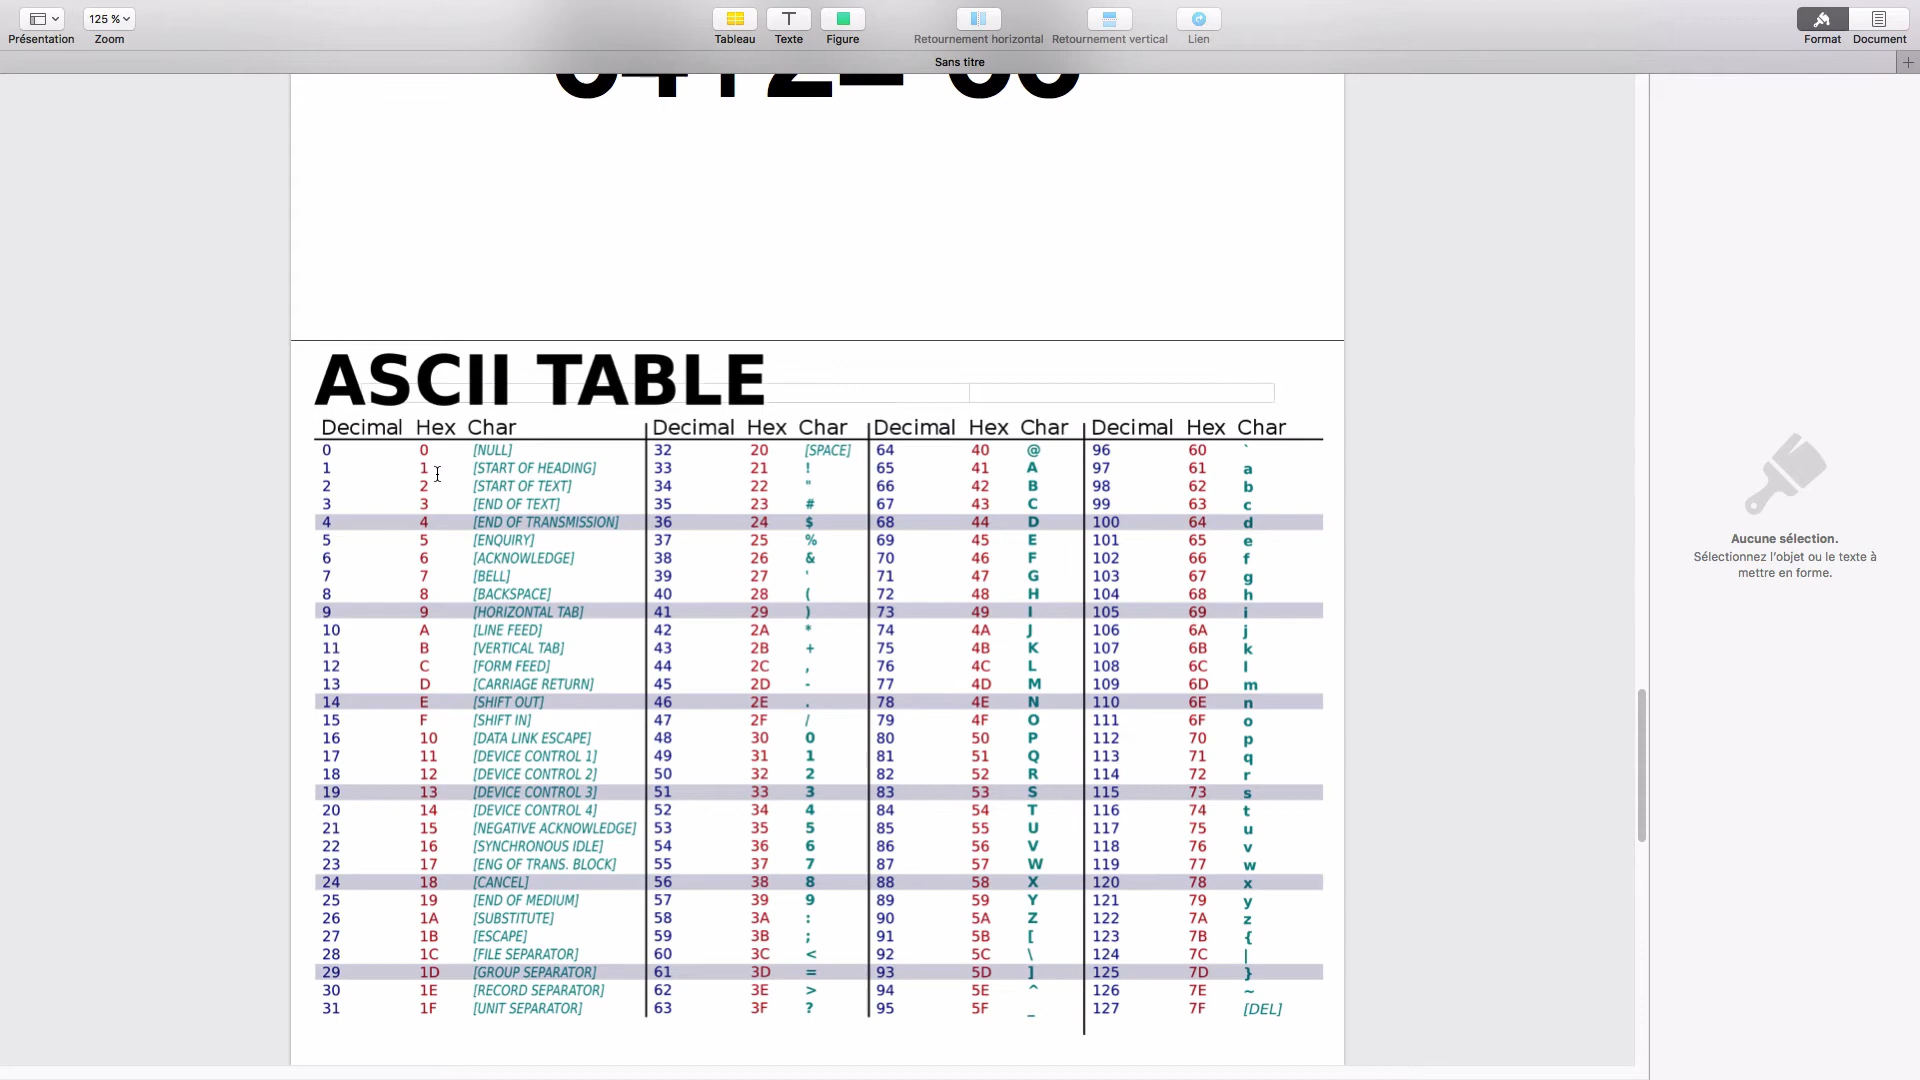 125 %
Présentation Zoom Tableau Texte Figure Retournement horizontal Retournement vertical Lien Format Document
Sans titre
64+2= 66
ASCII TABLE
Decimal Hex Char Decimal Hex Char Decimal Hex Char Decimal Hex Char
0 0 [NULL] 32 20 [SPACE] 64 40 @ 96 60 `
1 1 [START OF HEADING] 33 21 ! 65 41 A 97 61 a
2 2 [START OF TEXT] 34 22 " 66 42 B 98 62 b
3 3 [END OF TEXT] 35 23 # 67 43 C 99 63 c
4 4 [END OF TRANSMISSION] 36 24 $ 68 44 D 100 64 d
5 5 [ENQUIRY] 37 25 % 69 45 E 101 65 e
6 6 [ACKNOWLEDGE] 38 26 & 70 46 F 102 66 f
7 7 [BELL] 39 27 ' 71 47 G 103 67 g
8 8 [BACKSPACE] 40 28 ( 72 48 H 104 68 h
9 9 [HORIZONTAL TAB] 41 29 ) 73 49 I 105 69 i
10 A [LINE FEED] 42 2A * 74 4A J 106 6A j
11 B [VERTICAL TAB] 43 2B + 75 4B K 107 6B k
12 C [FORM FEED] 44 2C , 76 4C L 108 6C l
13 D [CARRIAGE RETURN] 45 2D - 77 4D M 109 6D m
14 E [SHIFT OUT] 46 2E . 78 4E N 110 6E n
15 F [SHIFT IN] 47 2F / 79 4F O 111 6F o
16 10 [DATA LINK ESCAPE] 48 30 0 80 50 P 112 70 p
17 11 [DEVICE CONTROL 1] 49 31 1 81 51 Q 113 71 q
18 12 [DEVICE CONTROL 2] 50 32 2 82 52 R 114 72 r
19 13 [DEVICE CONTROL 3] 51 33 3 83 53 S 115 73 s
20 14 [DEVICE CONTROL 4] 52 34 4 84 54 T 116 74 t
21 15 [NEGATIVE ACKNOWLEDGE] 53 35 5 85 55 U 117 75 u
22 16 [SYNCHRONOUS IDLE] 54 36 6 86 56 V 118 76 v
23 17 [ENG OF TRANS. BLOCK] 55 37 7 87 57 W 119 77 w
24 18 [CANCEL] 56 38 8 88 58 X 120 78 x
25 19 [END OF MEDIUM] 57 39 9 89 59 Y 121 79 y
26 1A [SUBSTITUTE] 58 3A : 90 5A Z 122 7A z
27 1B [ESCAPE] 59 3B ; 91 5B [ 123 7B {
28 1C [FILE SEPARATOR] 60 3C < 92 5C \ 124 7C |
29 1D [GROUP SEPARATOR] 61 3D = 93 5D ] 125 7D }
30 1E [RECORD SEPARATOR] 62 3E > 94 5E ^ 126 7E ~
31 1F [UNIT SEPARATOR] 63 3F ? 95 5F _ 127 7F [DEL]
Aucune sélection.
Sélectionnez l'objet ou le texte à
mettre en forme.